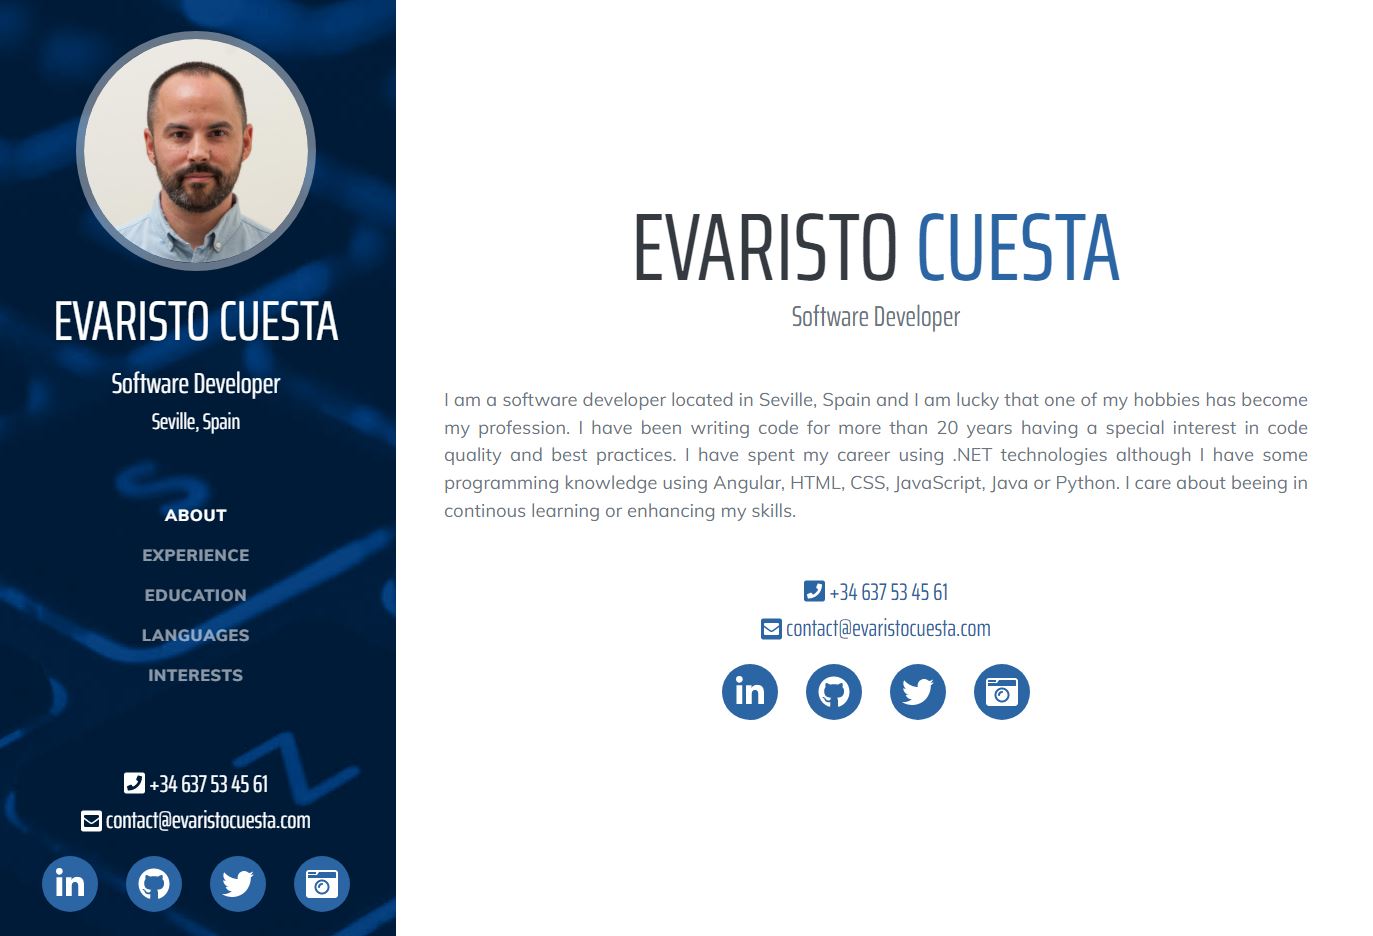 EVARISTO CUESTA
Software Developer
Seville, Spain
ABOUT
EXPERIENCE
EDUCATION
LANGUAGES
INTERESTS
+34 637 53 45 61
contact@evaristocuesta.com
in
EVARISTO CUESTA
Software Developer
I am a software developer located in Seville, Spain and I am lucky that one of my hobbies has become
my profession. I have been writing code for more than 20 years having a special interest in code
quality and best practices. I have spent my career using .NET technologies although I have some
programming knowledge using Angular, HTML, CSS, JavaScript, Java or Python. I care about beeing in
continous learning or enhancing my skills.
+34 637 53 45 61
contact@evaristocuesta.com
in